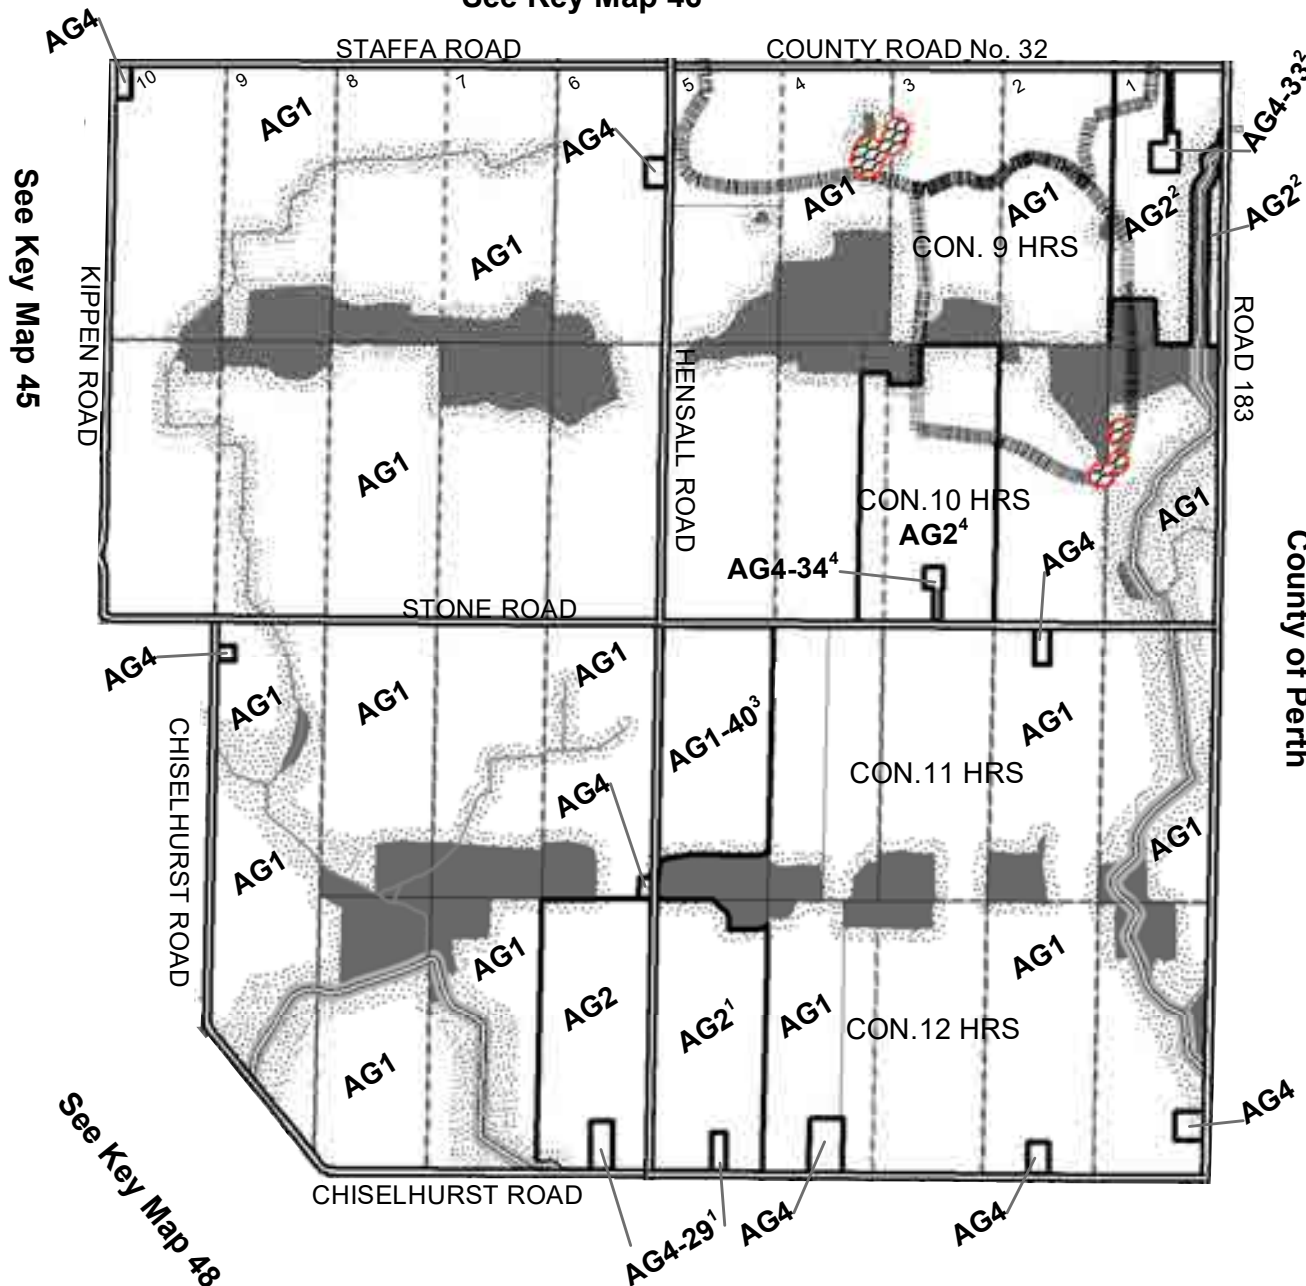 See Key Map 46
AG4
STAFFA ROAD
COUNTY ROAD No. 32
10
9
8
7
6
5
4
3
2
1
AG4-33²
AG1
AG4
AG1
AG1
AG2²
AG2²
See Key Map 45
KIPPEN ROAD
AG1
CON. 9 HRS
ROAD 183
HENSALL ROAD
AG1
CON.10 HRS
AG2⁴
AG1
AG4-34⁴
AG4
County of Perth
STONE ROAD
AG4
AG1
AG1
AG1
AG1-40³
AG1
CHISELHURST ROAD
CON.11 HRS
AG4
AG1
AG1
AG1
AG1
AG2
AG2¹
AG1
CON.12 HRS
AG1
See Key Map 48
AG4
CHISELHURST ROAD
AG4-29¹
AG4
AG4